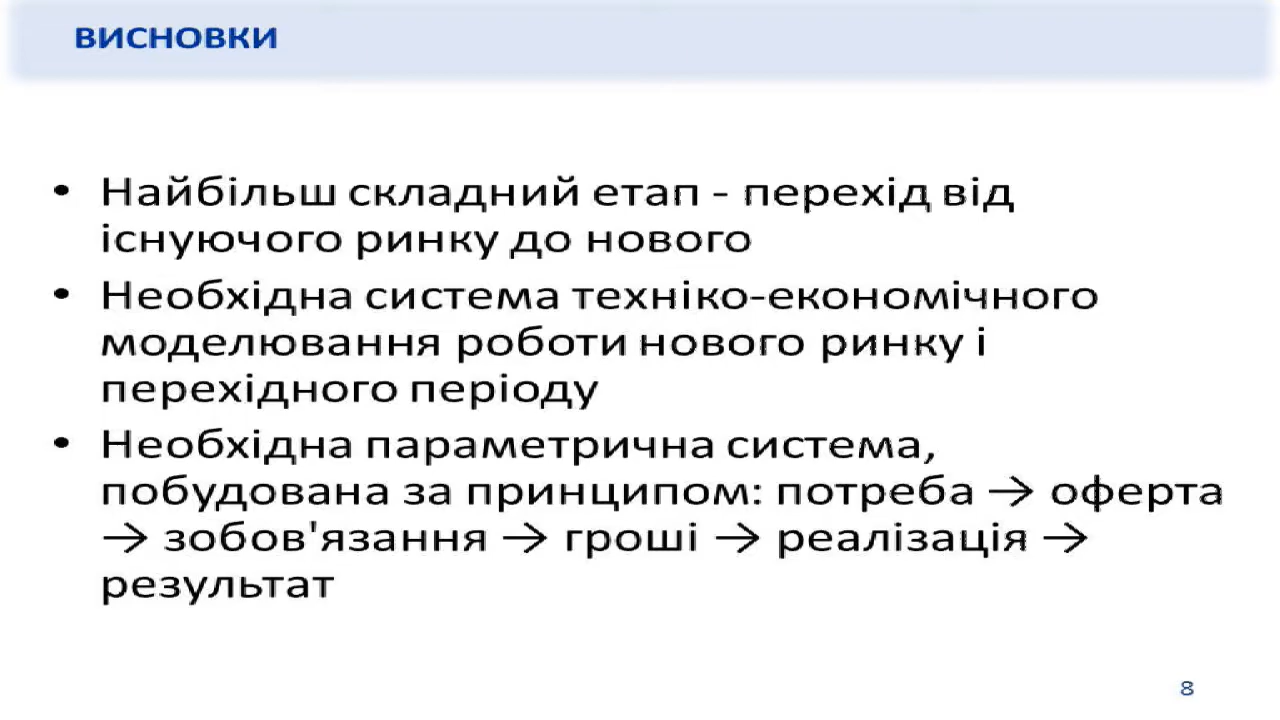 ВИСНОВКИ
• Найбільш складний етап - перехід від
існуючого ринку до нового
• Необхідна система техніко-економічного
моделювання роботи нового ринку і
перехідного періоду
• Необхідна параметрична система,
побудована за принципом: потреба → оферта
→ зобов'язання → гроші → реалізація →
результат
8